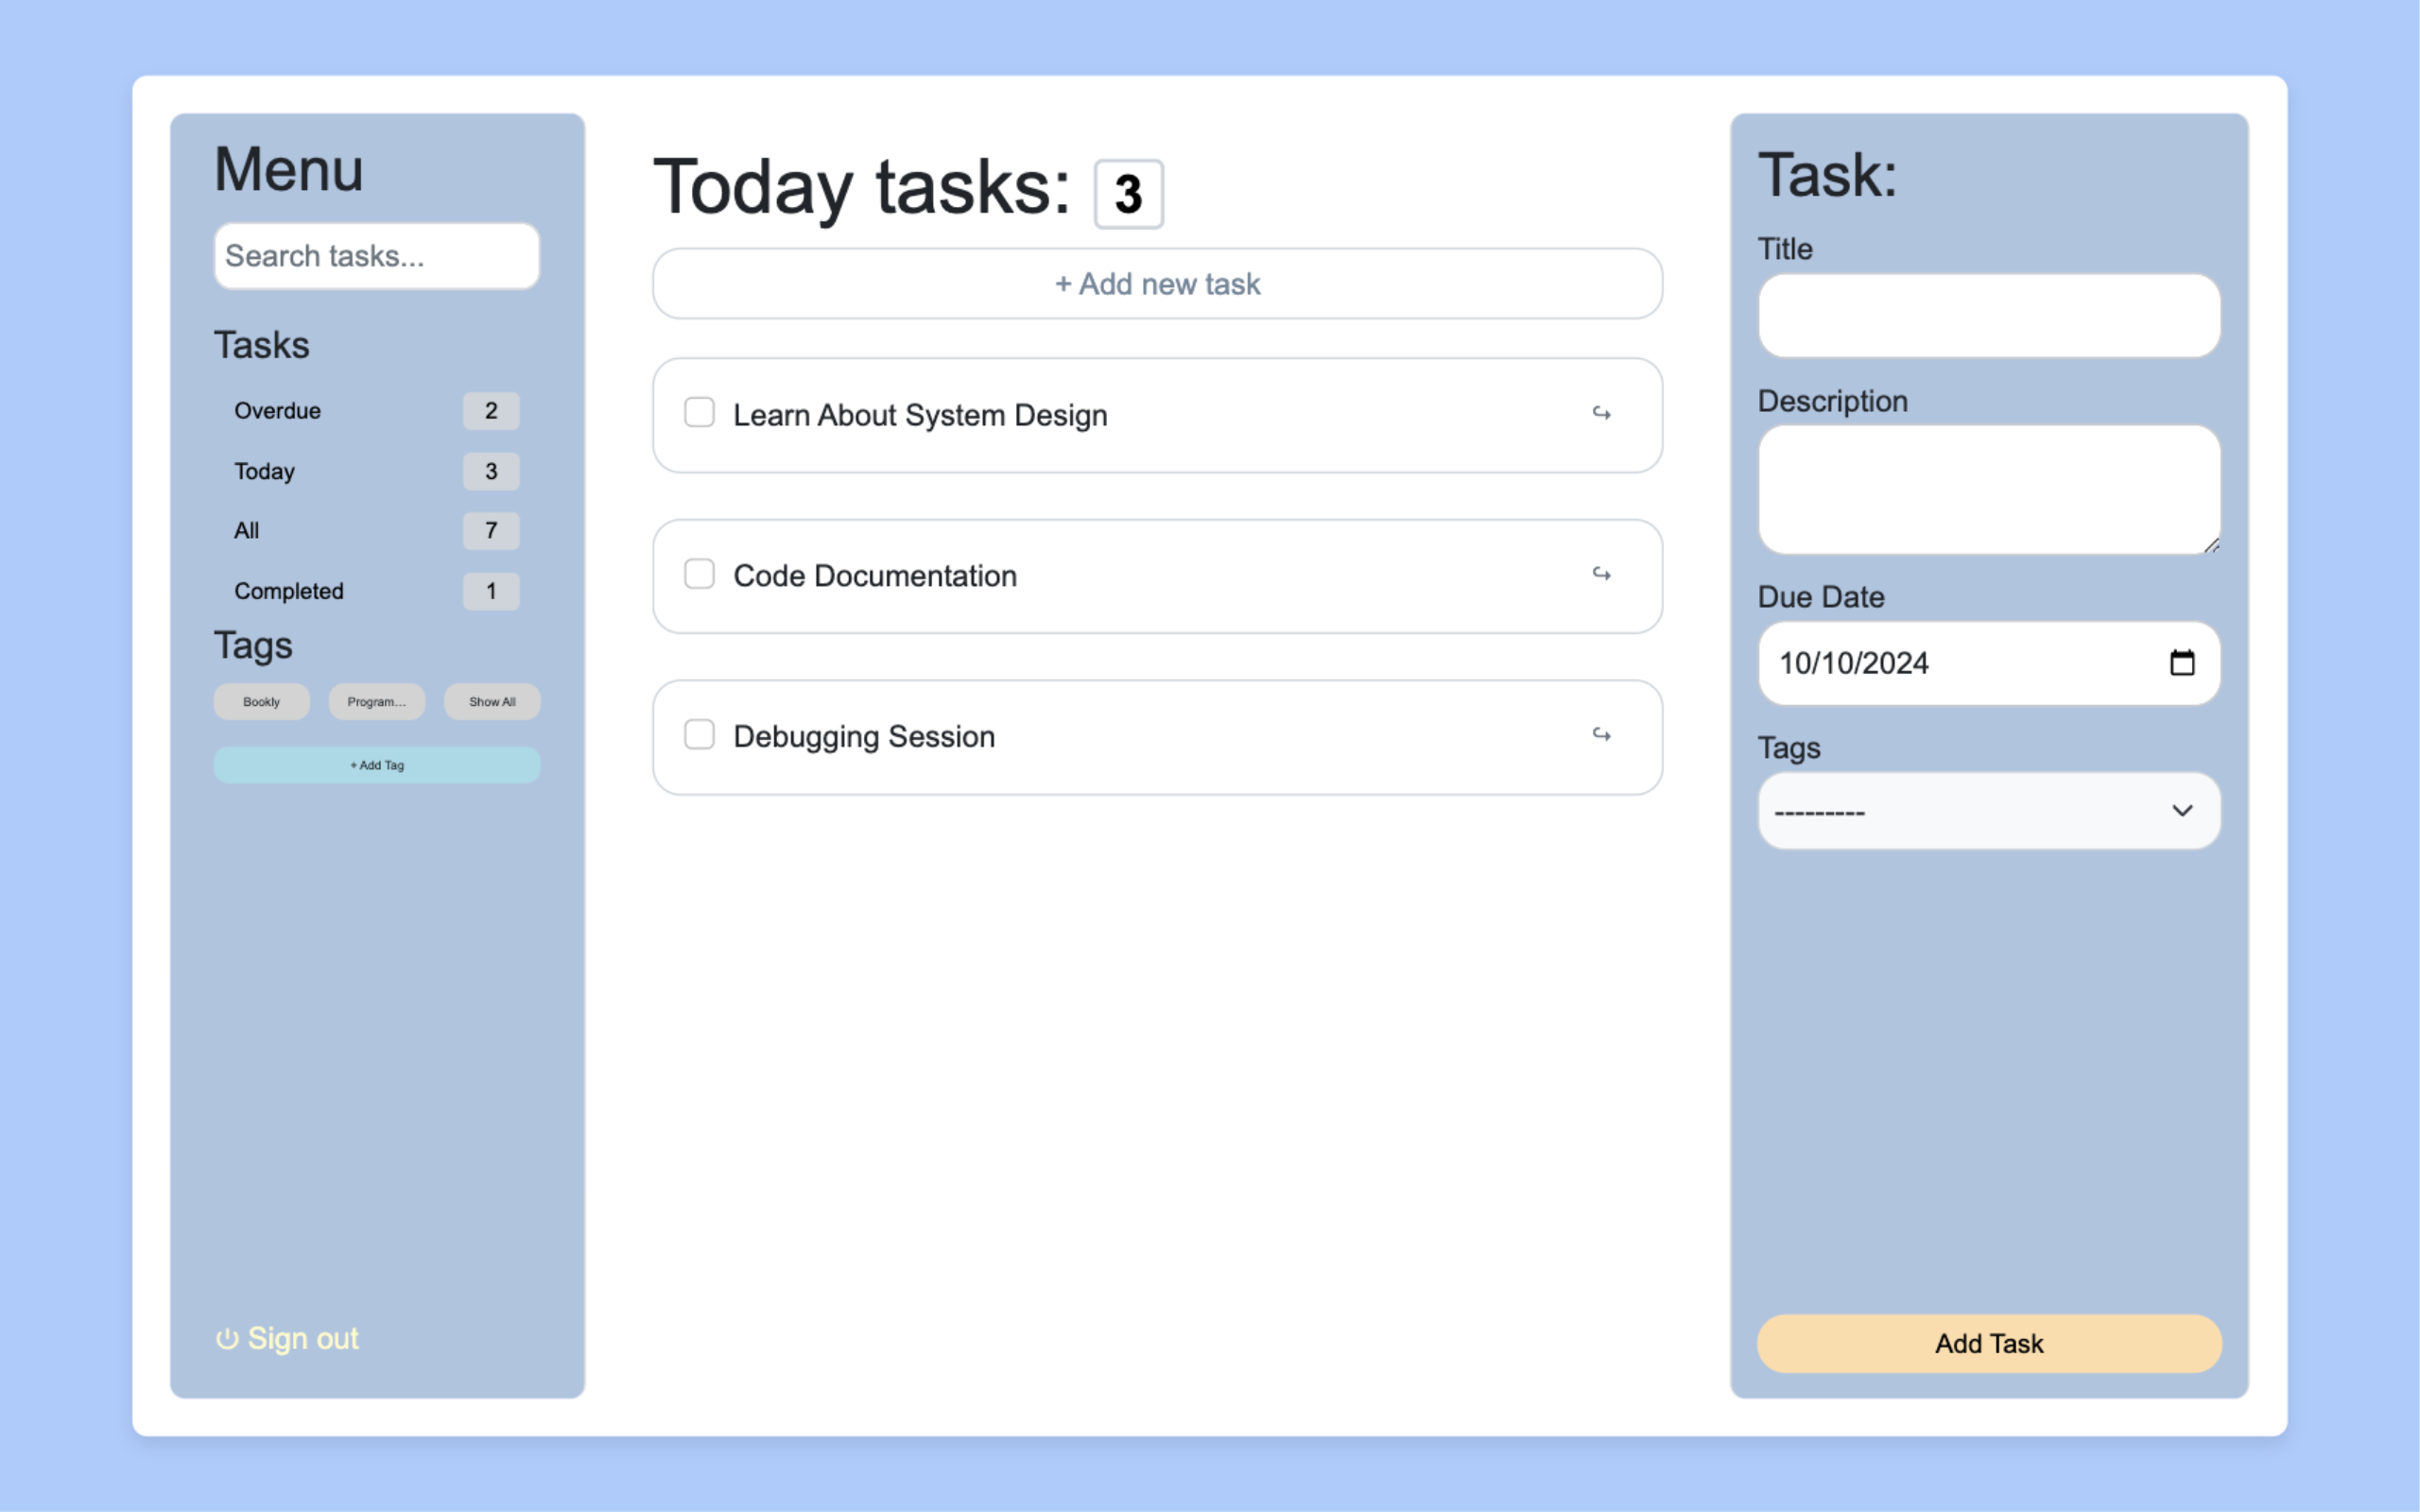 Menu
Search tasks...
Tasks
Overdue 2
Today 3
All 7
Completed 1
Tags
Bookly Program... Show All
+ Add Tag
Sign out
Today tasks: 3
+ Add new task
Learn About System Design
Code Documentation
Debugging Session
Task:
Title
Description
Due Date
10/10/2024
Tags
---------
Add Task